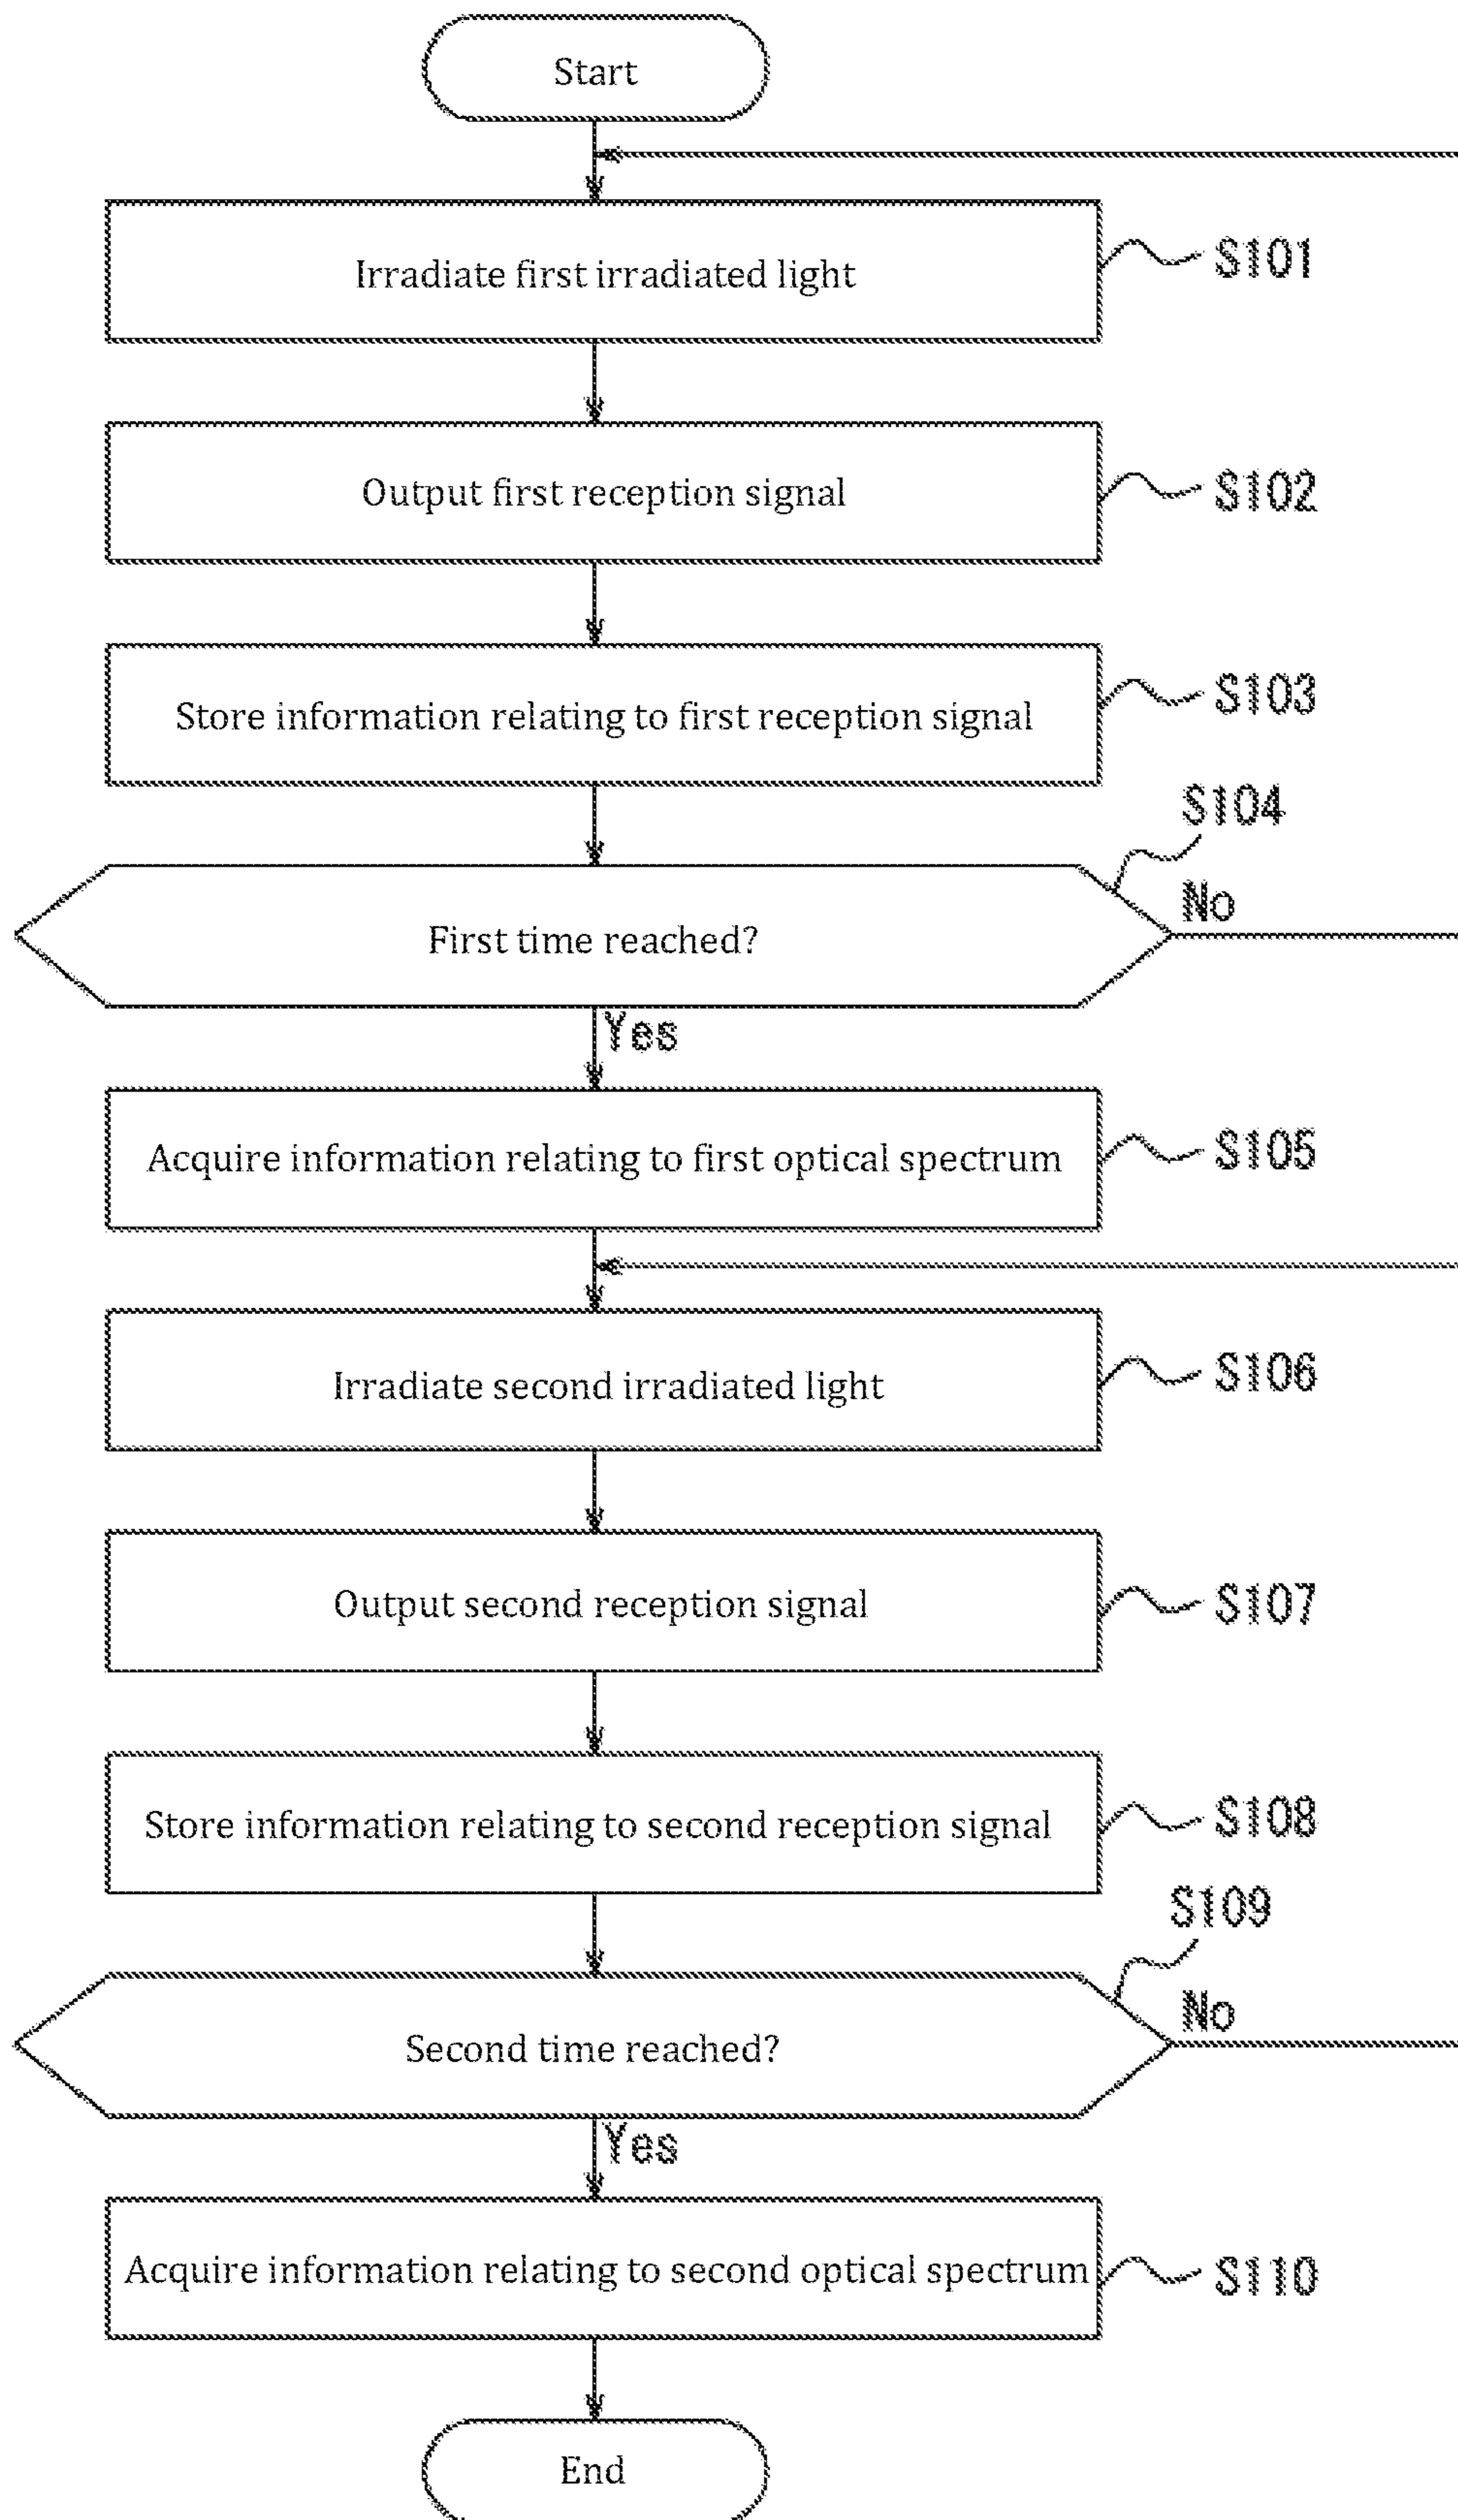 Start
Irradiate first irradiated light
S101
Output first reception signal
S102
Store information relating to first reception signal
S103
S104
First time reached?
No
Yes
Acquire information relating to first optical spectrum
S105
Irradiate second irradiated light
S106
Output second reception signal
S107
Store information relating to second reception signal
S108
S109
Second time reached?
No
Yes
Acquire information relating to second optical spectrum
S110
End